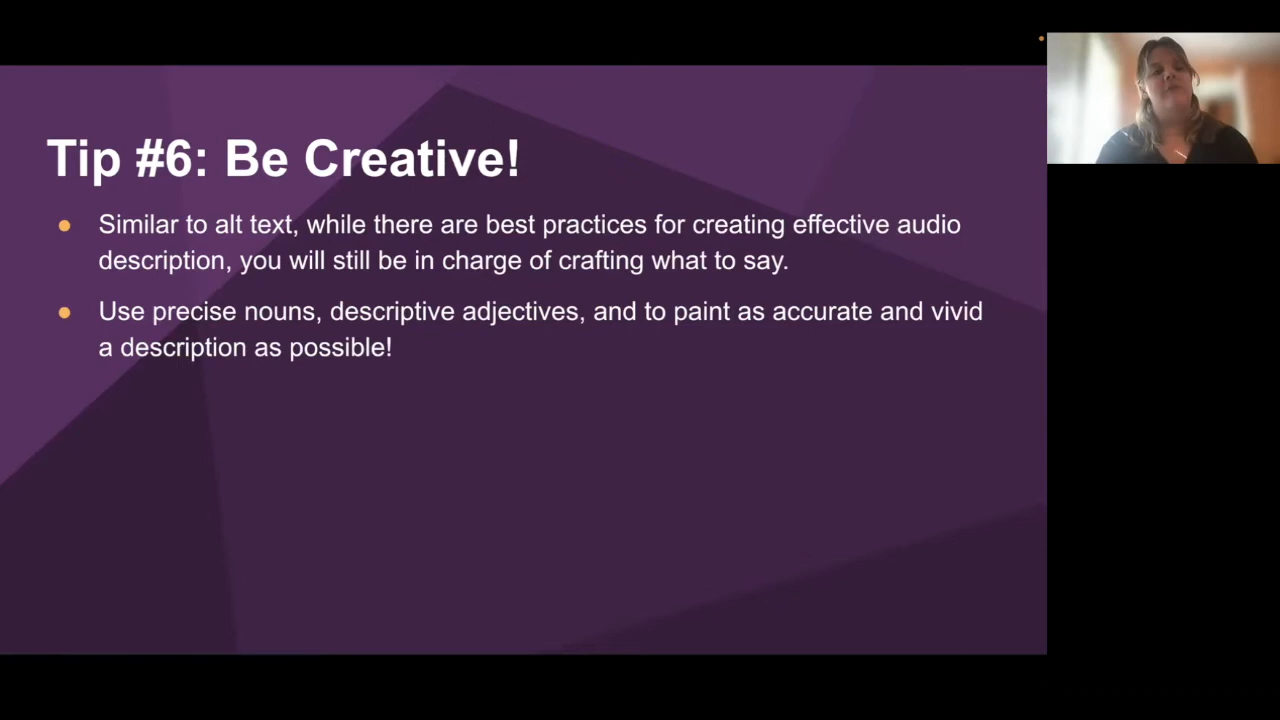 Tip #6: Be Creative!
● Similar to alt text, while there are best practices for creating effective audio
description, you will still be in charge of crafting what to say.
● Use precise nouns, descriptive adjectives, and to paint as accurate and vivid
a description as possible!